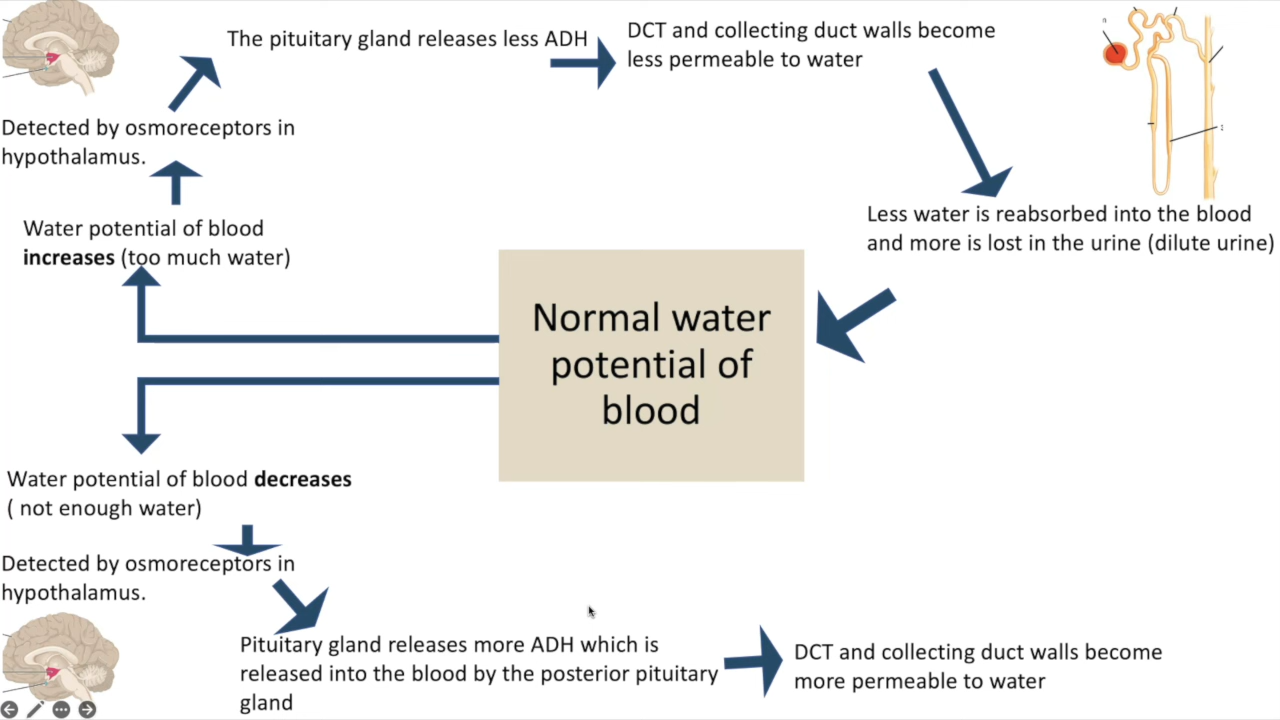 The pituitary gland releases less ADH
DCT and collecting duct walls become
less permeable to water
Detected by osmoreceptors in
hypothalamus.
Water potential of blood
increases (too much water)
Less water is reabsorbed into the blood
and more is lost in the urine (dilute urine)
Normal water
potential of
blood
Water potential of blood decreases
( not enough water)
Detected by osmoreceptors in
hypothalamus.
Pituitary gland releases more ADH which is
released into the blood by the posterior pituitary
gland
DCT and collecting duct walls become
more permeable to water